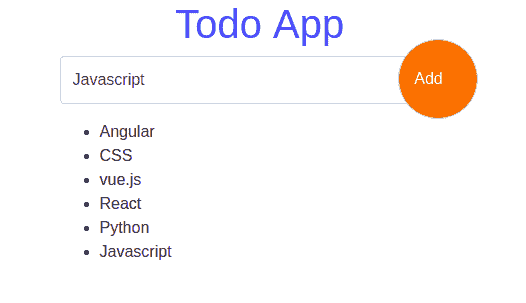 Todo App
Javascript Add
Angular
CSS
vue.js
React
Python
Javascript